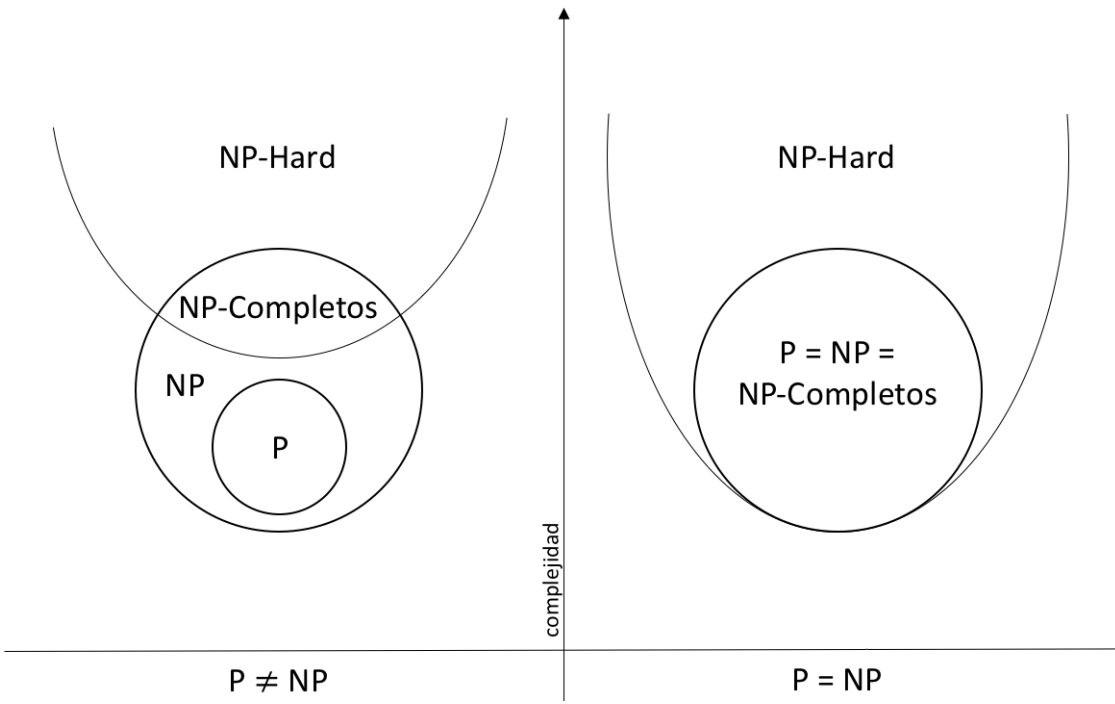 NP-Hard
NP-Completos
NP
P
P ≠ NP
complejidad
NP-Hard
P = NP =
NP-Completos
P = NP